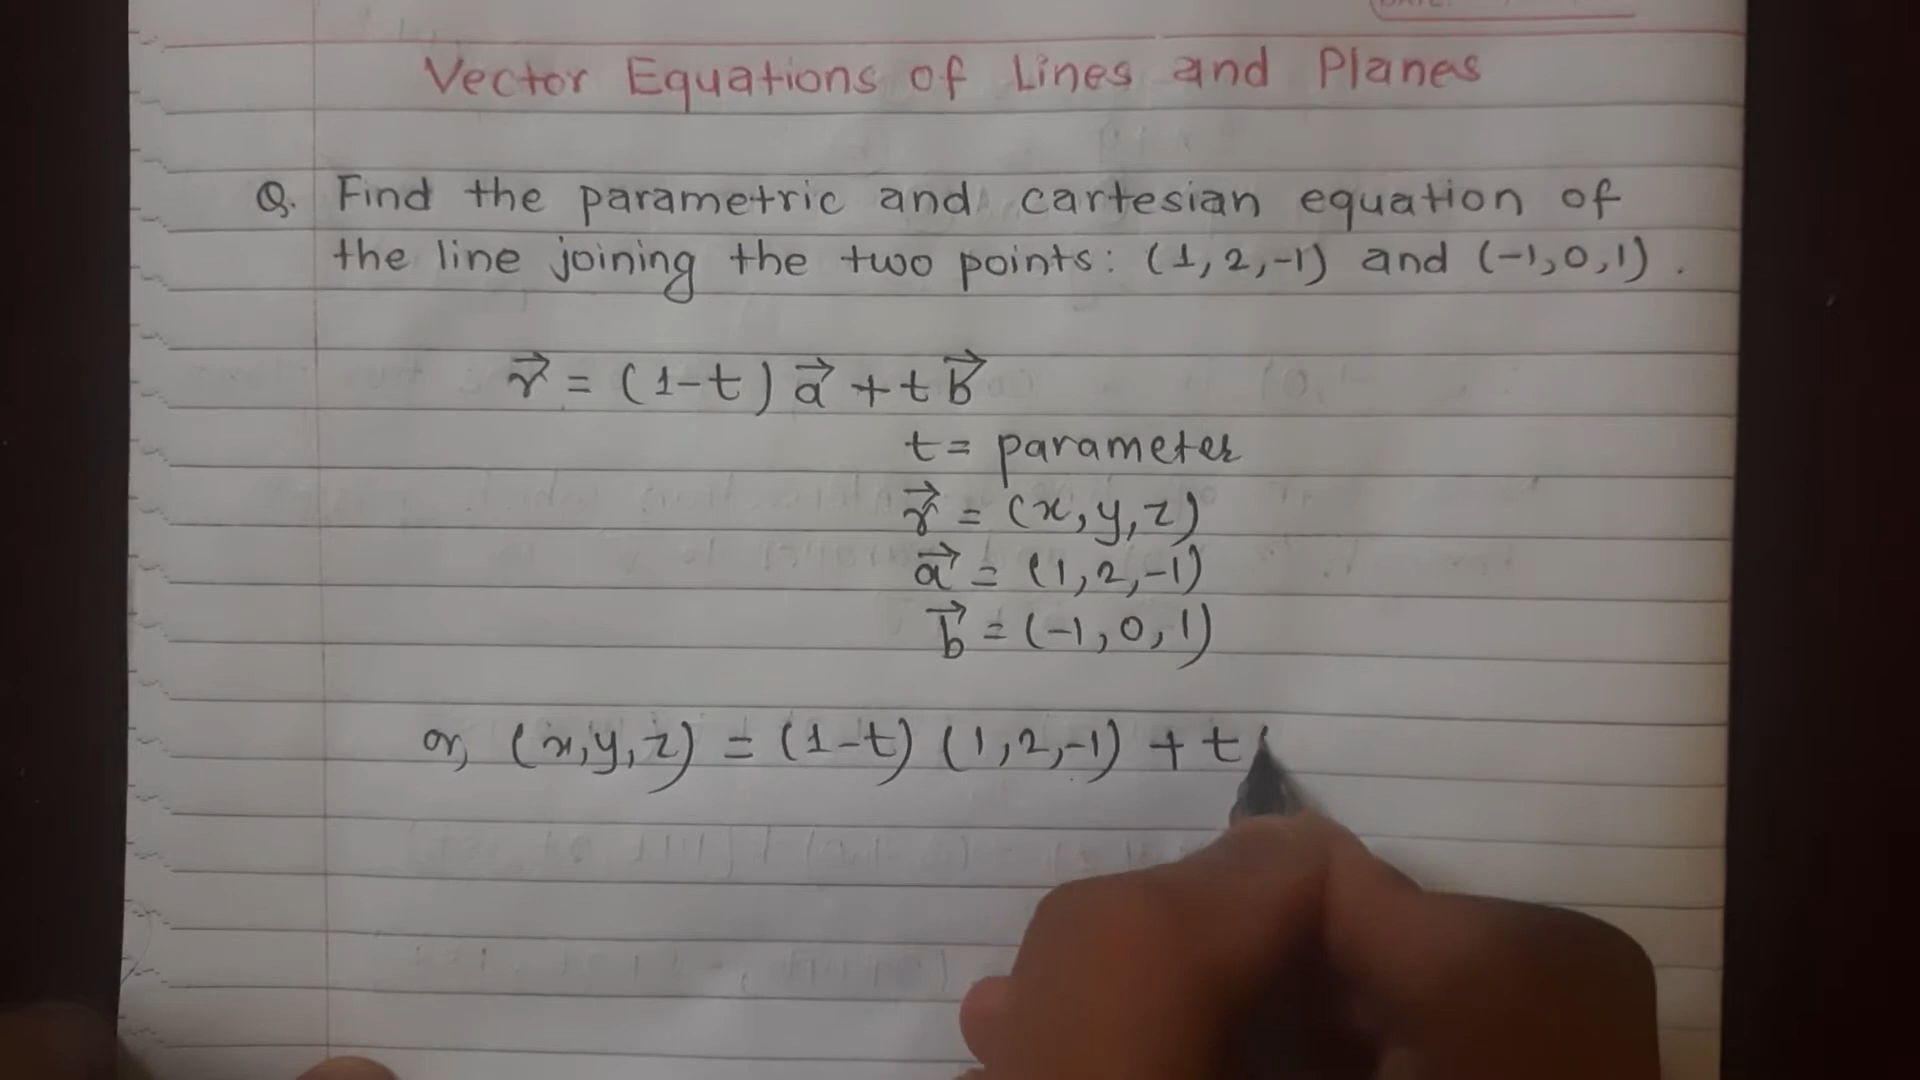 Vector Equations of Lines and Planes
Q. Find the parametric and cartesian equation of
the line joining the two points: (1, 2, -1) and (-1, 0, 1).
r⃗ = (1-t) a⃗ + t b⃗
t = parameter
r⃗ = (x, y, z)
a⃗ = (1, 2, -1)
b⃗ = (-1, 0, 1)
or, (x, y, z) = (1-t) (1, 2, -1) + t (